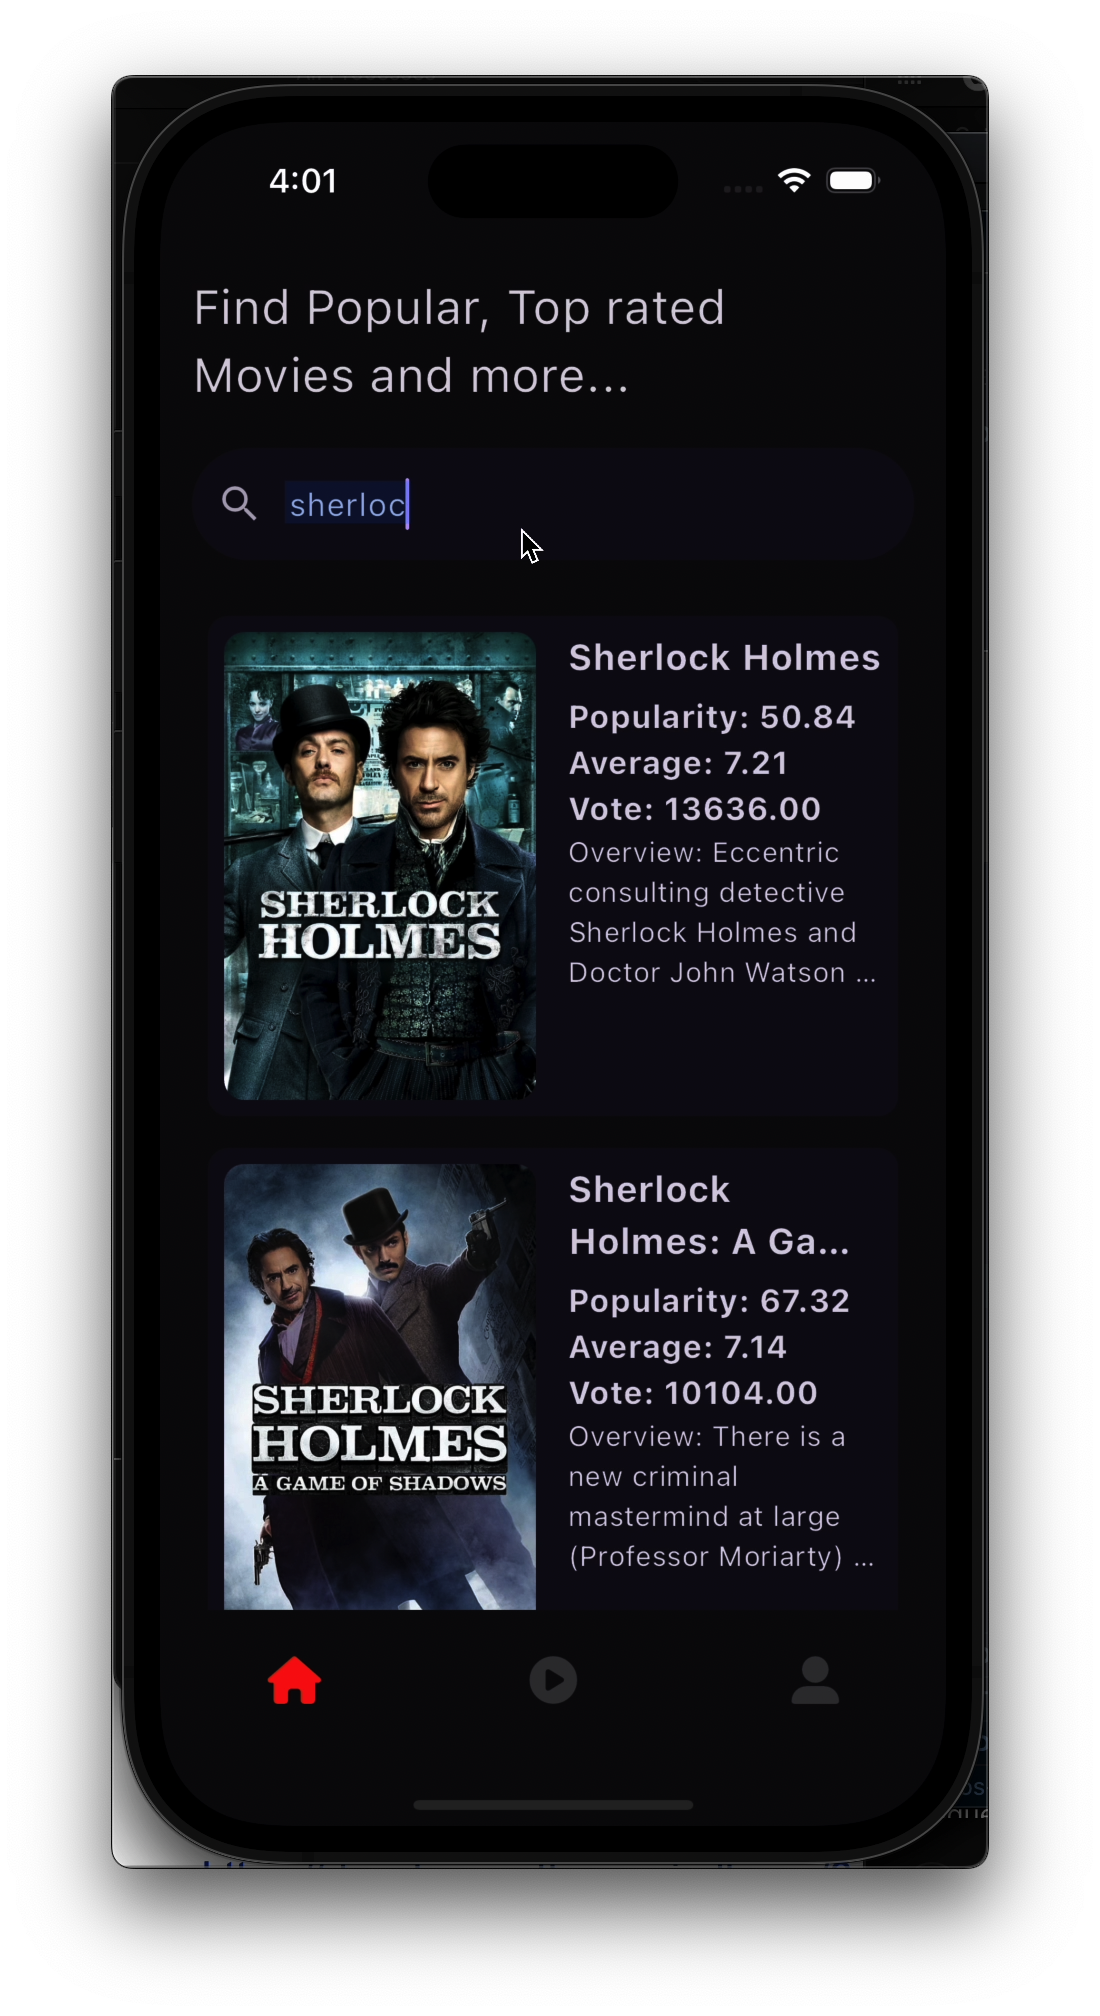 4:01
Find Popular, Top rated
Movies and more...
sherloc
SHERLOCK
HOLMES
Sherlock Holmes
Popularity: 50.84
Average: 7.21
Vote: 13636.00
Overview: Eccentric
consulting detective
Sherlock Holmes and
Doctor John Watson ...
SHERLOCK
HOLMES
A GAME OF SHADOWS
Sherlock
Holmes: A Ga...
Popularity: 67.32
Average: 7.14
Vote: 10104.00
Overview: There is a
new criminal
mastermind at large
(Professor Moriarty) ...